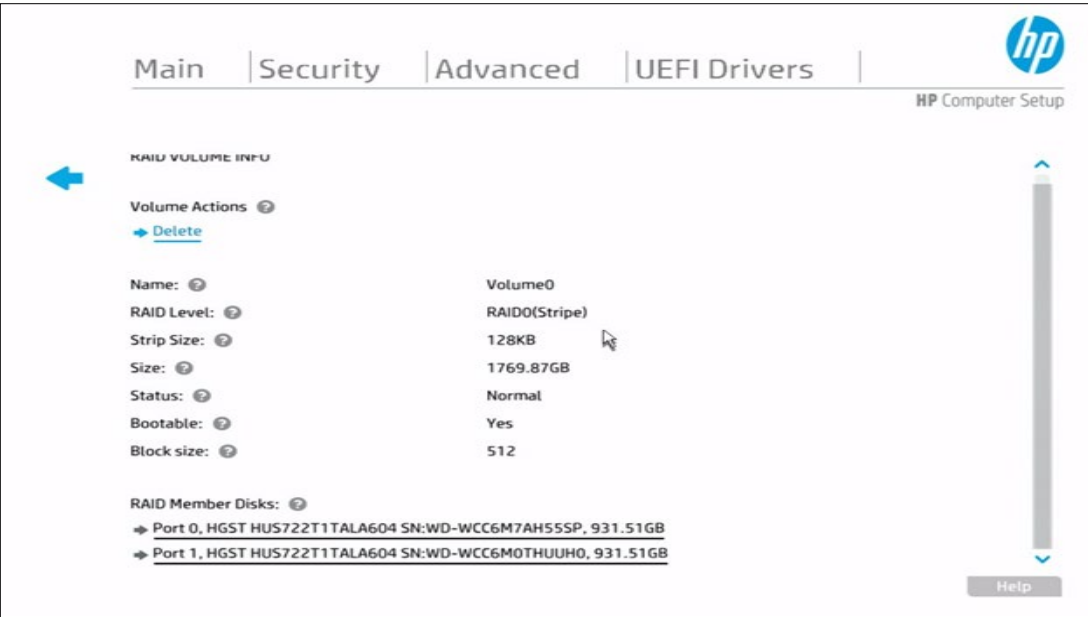 hp
Main Security Advanced UEFI Drivers
HP Computer Setup
RAID VOLUME INFO
Volume Actions
Delete
Name: Volume0
RAID Level: RAID0(Stripe)
Strip Size: 128KB
Size: 1769.87GB
Status: Normal
Bootable: Yes
Block size: 512
RAID Member Disks:
Port 0, HGST HUS722T1TALA604 SN:WD-WCC6M7AH55SP, 931.51GB
Port 1, HGST HUS722T1TALA604 SN:WD-WCC6M0THUUH0, 931.51GB
Help